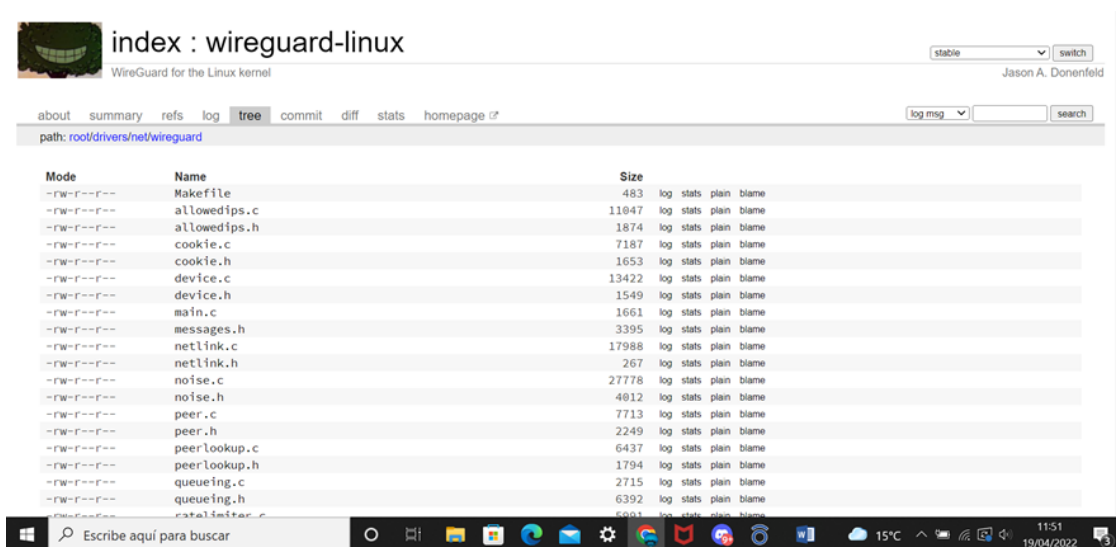 index : wireguard-linux
stable switch
WireGuard for the Linux kernel Jason A. Donenfeld
about summary refs log tree commit diff stats homepage log msg search
path: root/drivers/net/wireguard
Mode Name Size
-rw-r--r-- Makefile 483 log stats plain blame
-rw-r--r-- allowedips.c 11047 log stats plain blame
-rw-r--r-- allowedips.h 1874 log stats plain blame
-rw-r--r-- cookie.c 7187 log stats plain blame
-rw-r--r-- cookie.h 1653 log stats plain blame
-rw-r--r-- device.c 13422 log stats plain blame
-rw-r--r-- device.h 1549 log stats plain blame
-rw-r--r-- main.c 1661 log stats plain blame
-rw-r--r-- messages.h 3395 log stats plain blame
-rw-r--r-- netlink.c 17988 log stats plain blame
-rw-r--r-- netlink.h 267 log stats plain blame
-rw-r--r-- noise.c 27778 log stats plain blame
-rw-r--r-- noise.h 4012 log stats plain blame
-rw-r--r-- peer.c 7713 log stats plain blame
-rw-r--r-- peer.h 2249 log stats plain blame
-rw-r--r-- peerlookup.c 6437 log stats plain blame
-rw-r--r-- peerlookup.h 1794 log stats plain blame
-rw-r--r-- queueing.c 2715 log stats plain blame
-rw-r--r-- queueing.h 6392 log stats plain blame
-rw-r--r-- ratelimiter.c 5991 log stats plain blame
Escribe aquí para buscar 15°C 11:51
19/04/2022